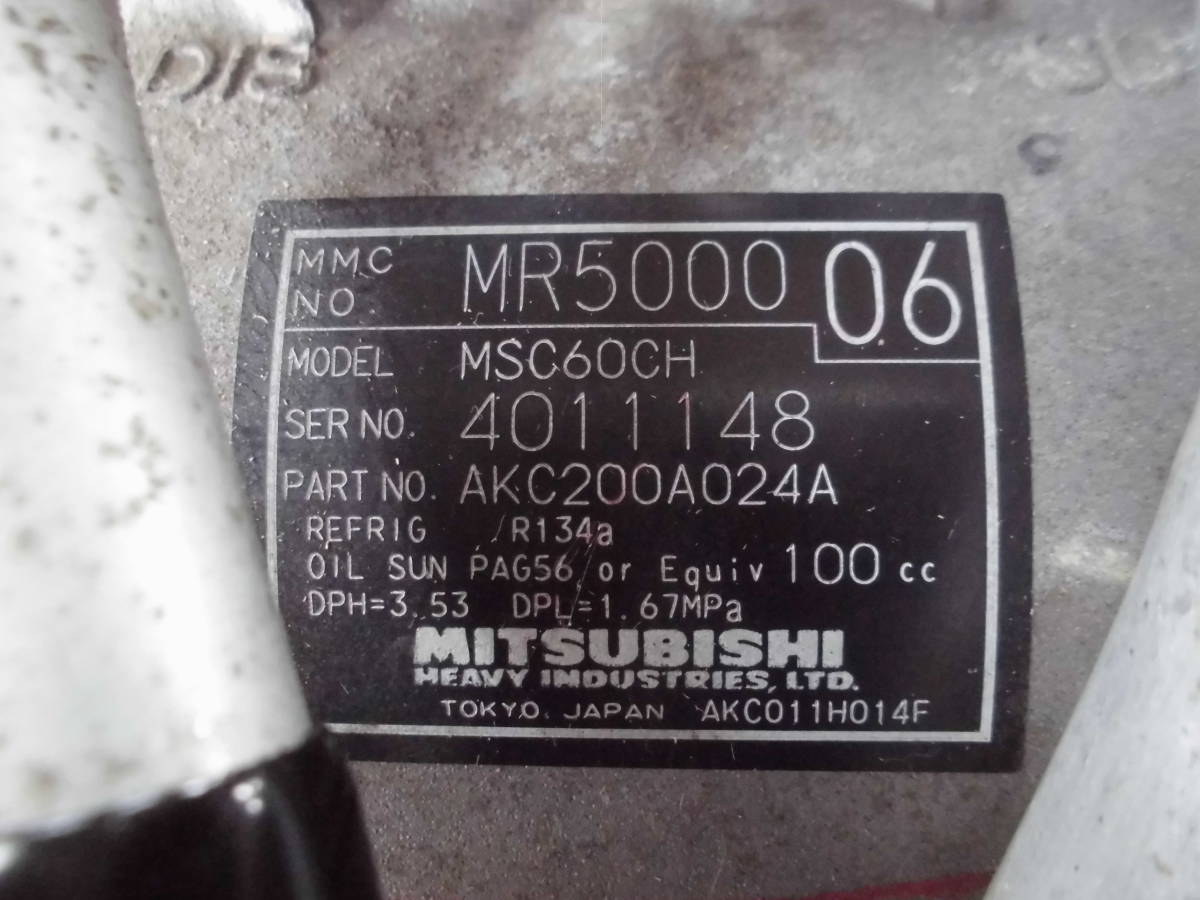 DIE
MMC NO. MR5000 06
MODEL MSC60CH
SER NO. 4011148
PART NO. AKC200A024A
REFRIG /R134a
OIL SUN PAG56 or Equiv 100 cc
DPH=3.53 DPL=1.67MPa
MITSUBISHI
HEAVY INDUSTRIES, LTD.
TOKYO, JAPAN AKC011H014F